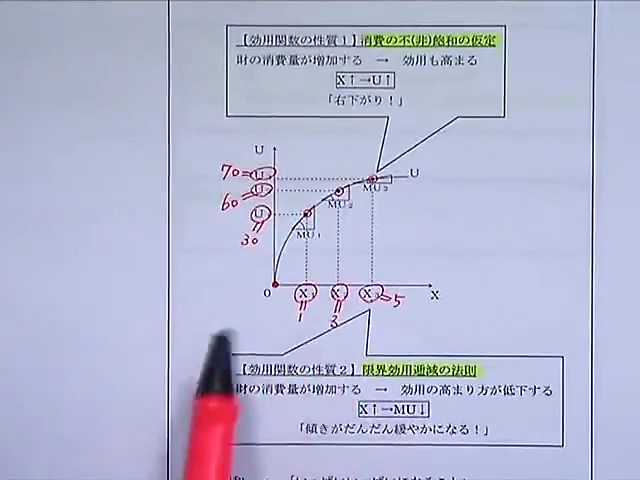 【効用関数の性質１】消費の不(非)飽和の仮定
財の消費量が増加する → 効用も高まる
X↑→U↑
「右下がり！」
U
70=U
60=U
U
30
MU₁
MU₂
MU₃
U
0
X
X
X =5
X
1
3
【効用関数の性質２】限界効用逓減の法則
財の消費量が増加する → 効用の高まり方が低下する
X↑→MU↓
「傾きがだんだん緩やかになる！」